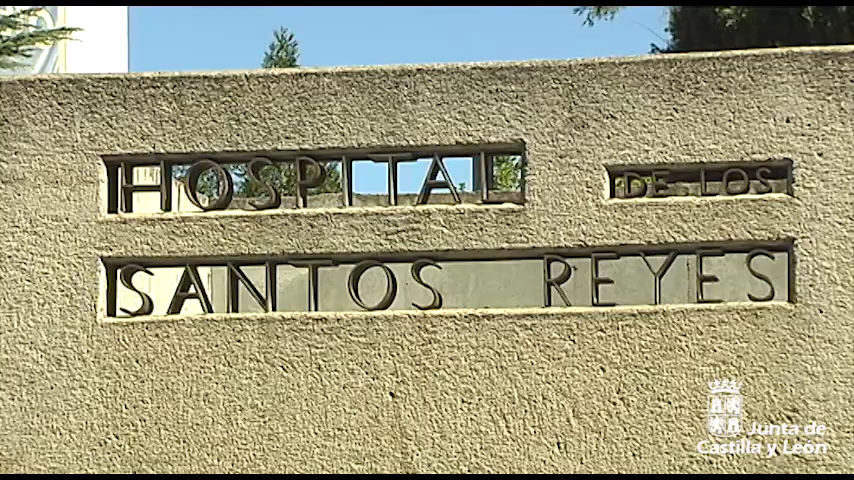 HOSPITAL DE LOS
SANTOS REYES
Junta de
Castilla y León